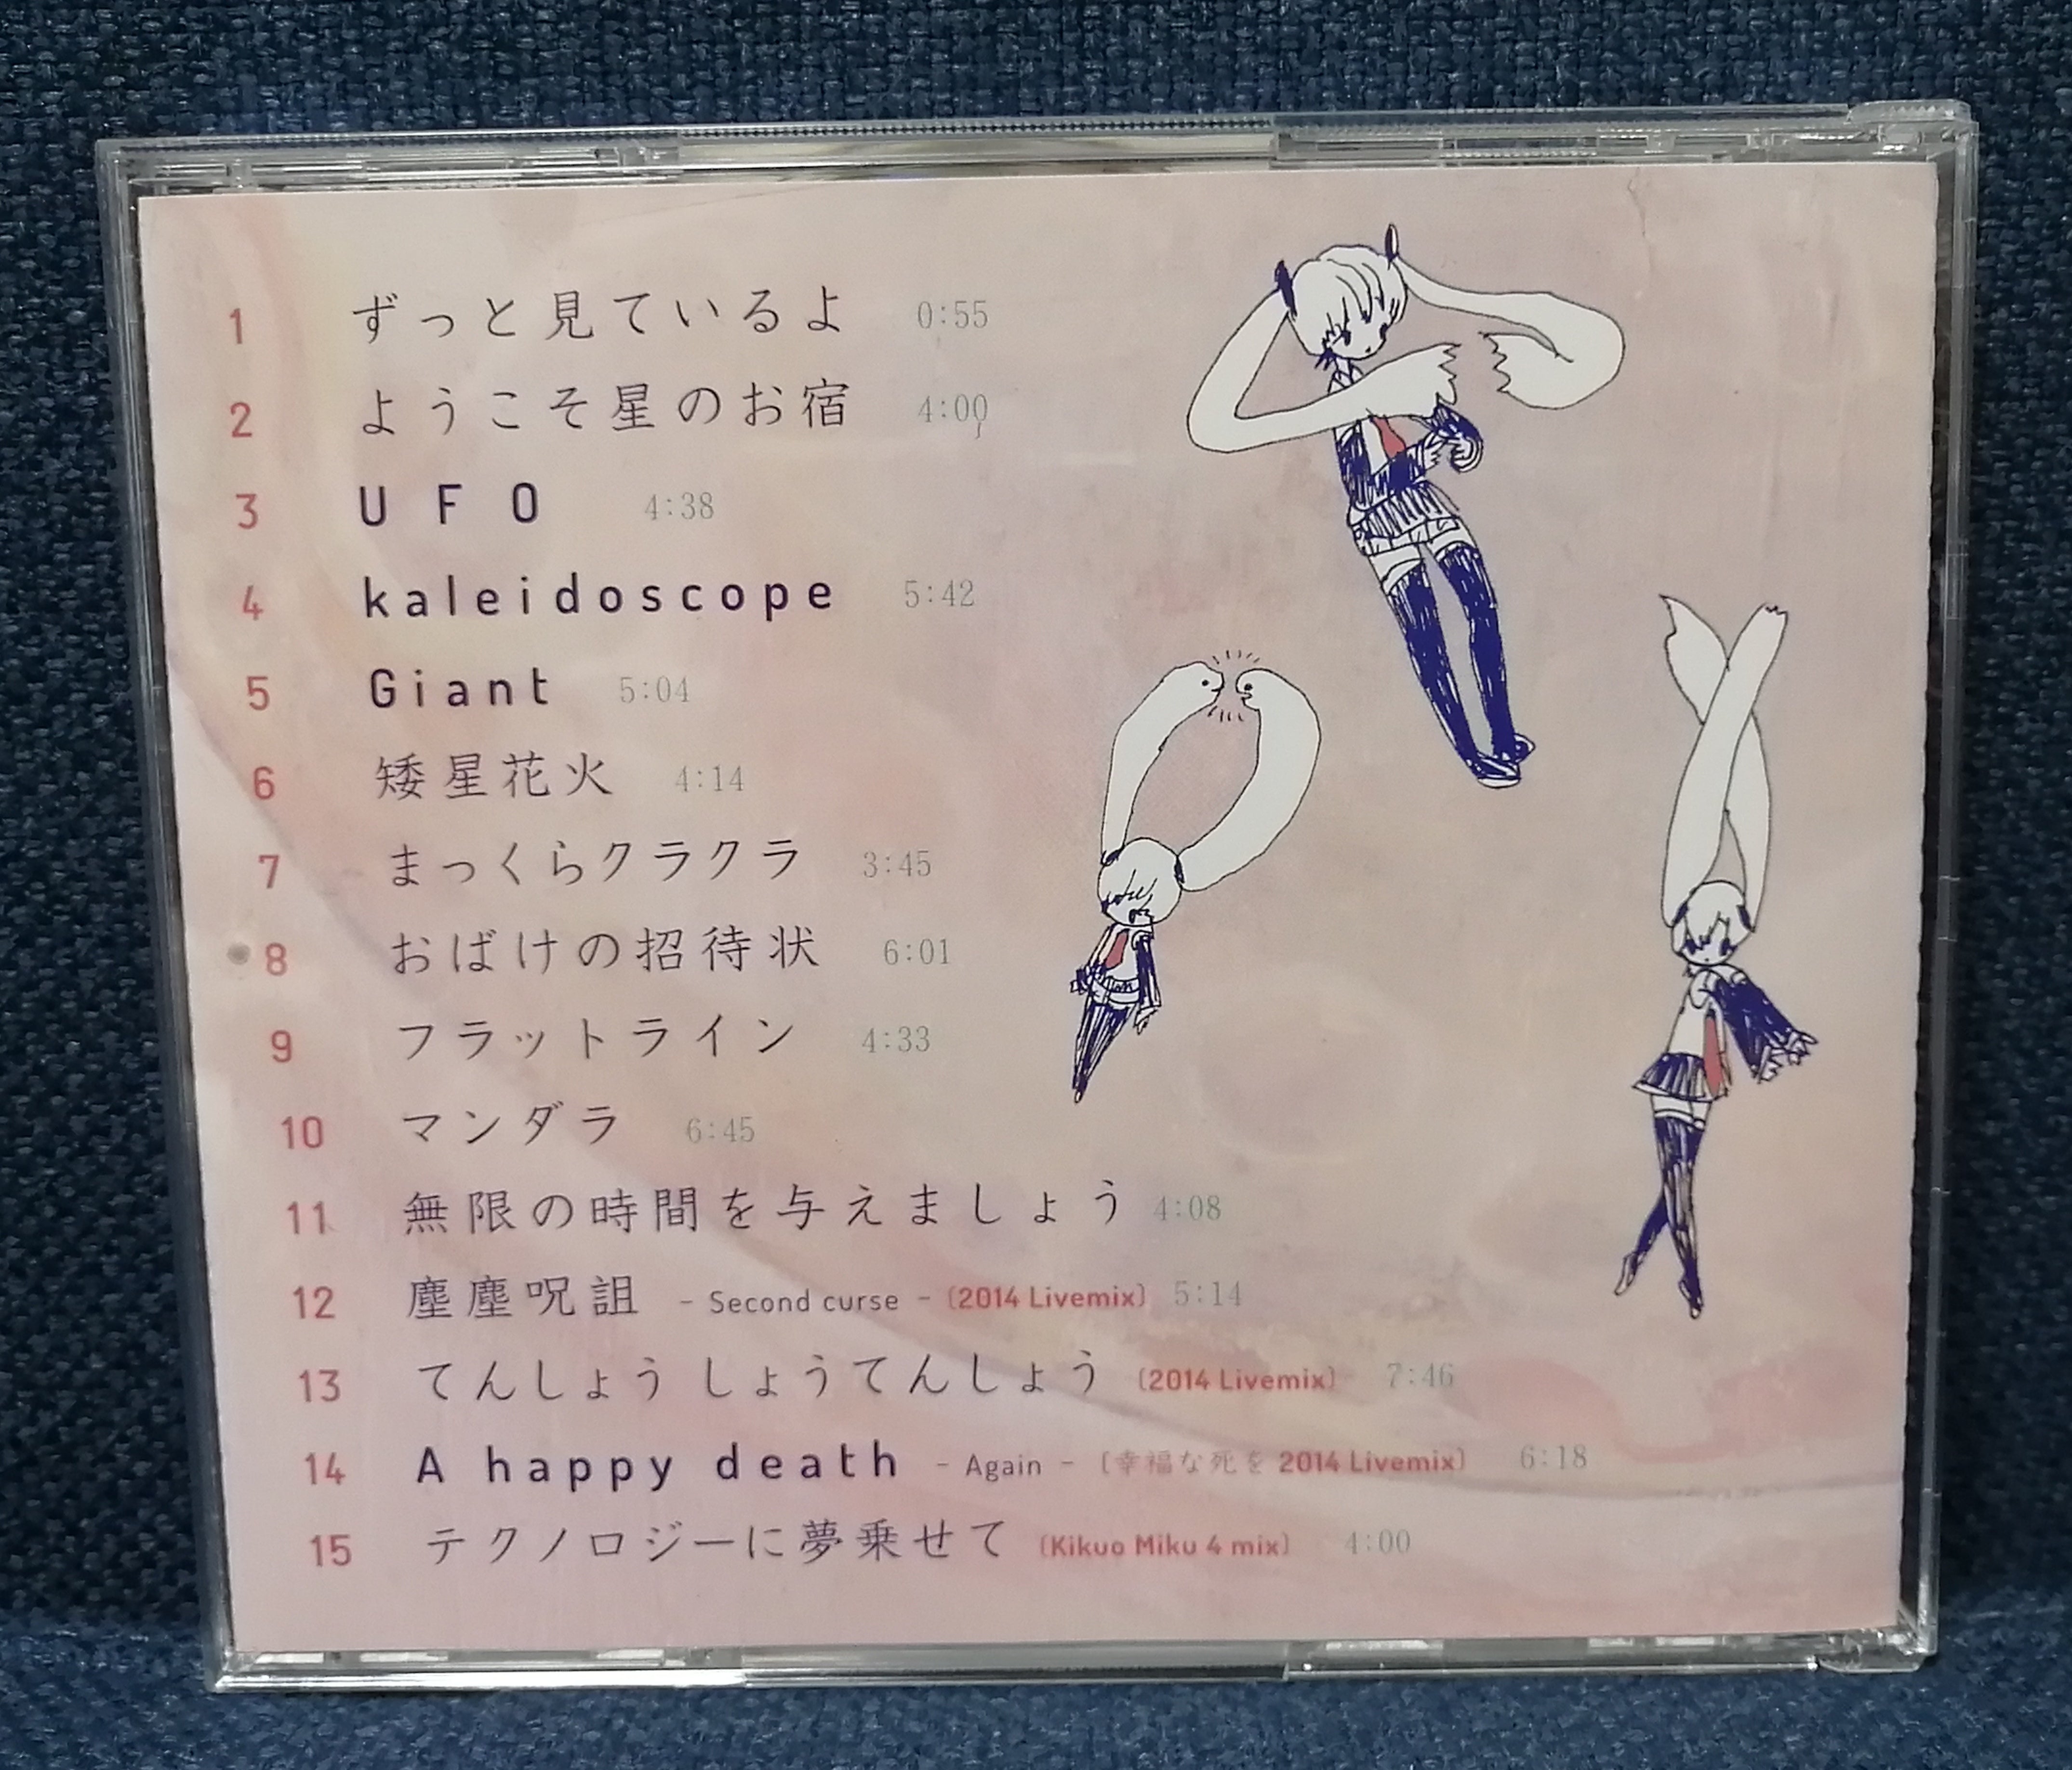 1 ずっと見ているよ 0:55
2 ようこそ星のお宿 4:00
3 UFO 4:38
4 kaleidoscope 5:42
5 Giant 5:04
6 矮星花火 4:14
7 まっくらクラクラ 3:45
8 おばけの招待状 6:01
9 フラットライン 4:33
10 マンダラ 6:45
11 無限の時間を与えましょう 4:08
12 塵塵呪詛 - Second curse - (2014 Livemix) 5:14
13 てんしょう しょうてんしょう (2014 Livemix) 7:46
14 A happy death - Again - (幸福な死を 2014 Livemix) 6:18
15 テクノロジーに夢乗せて (Kikuo Miku 4 mix) 4:00